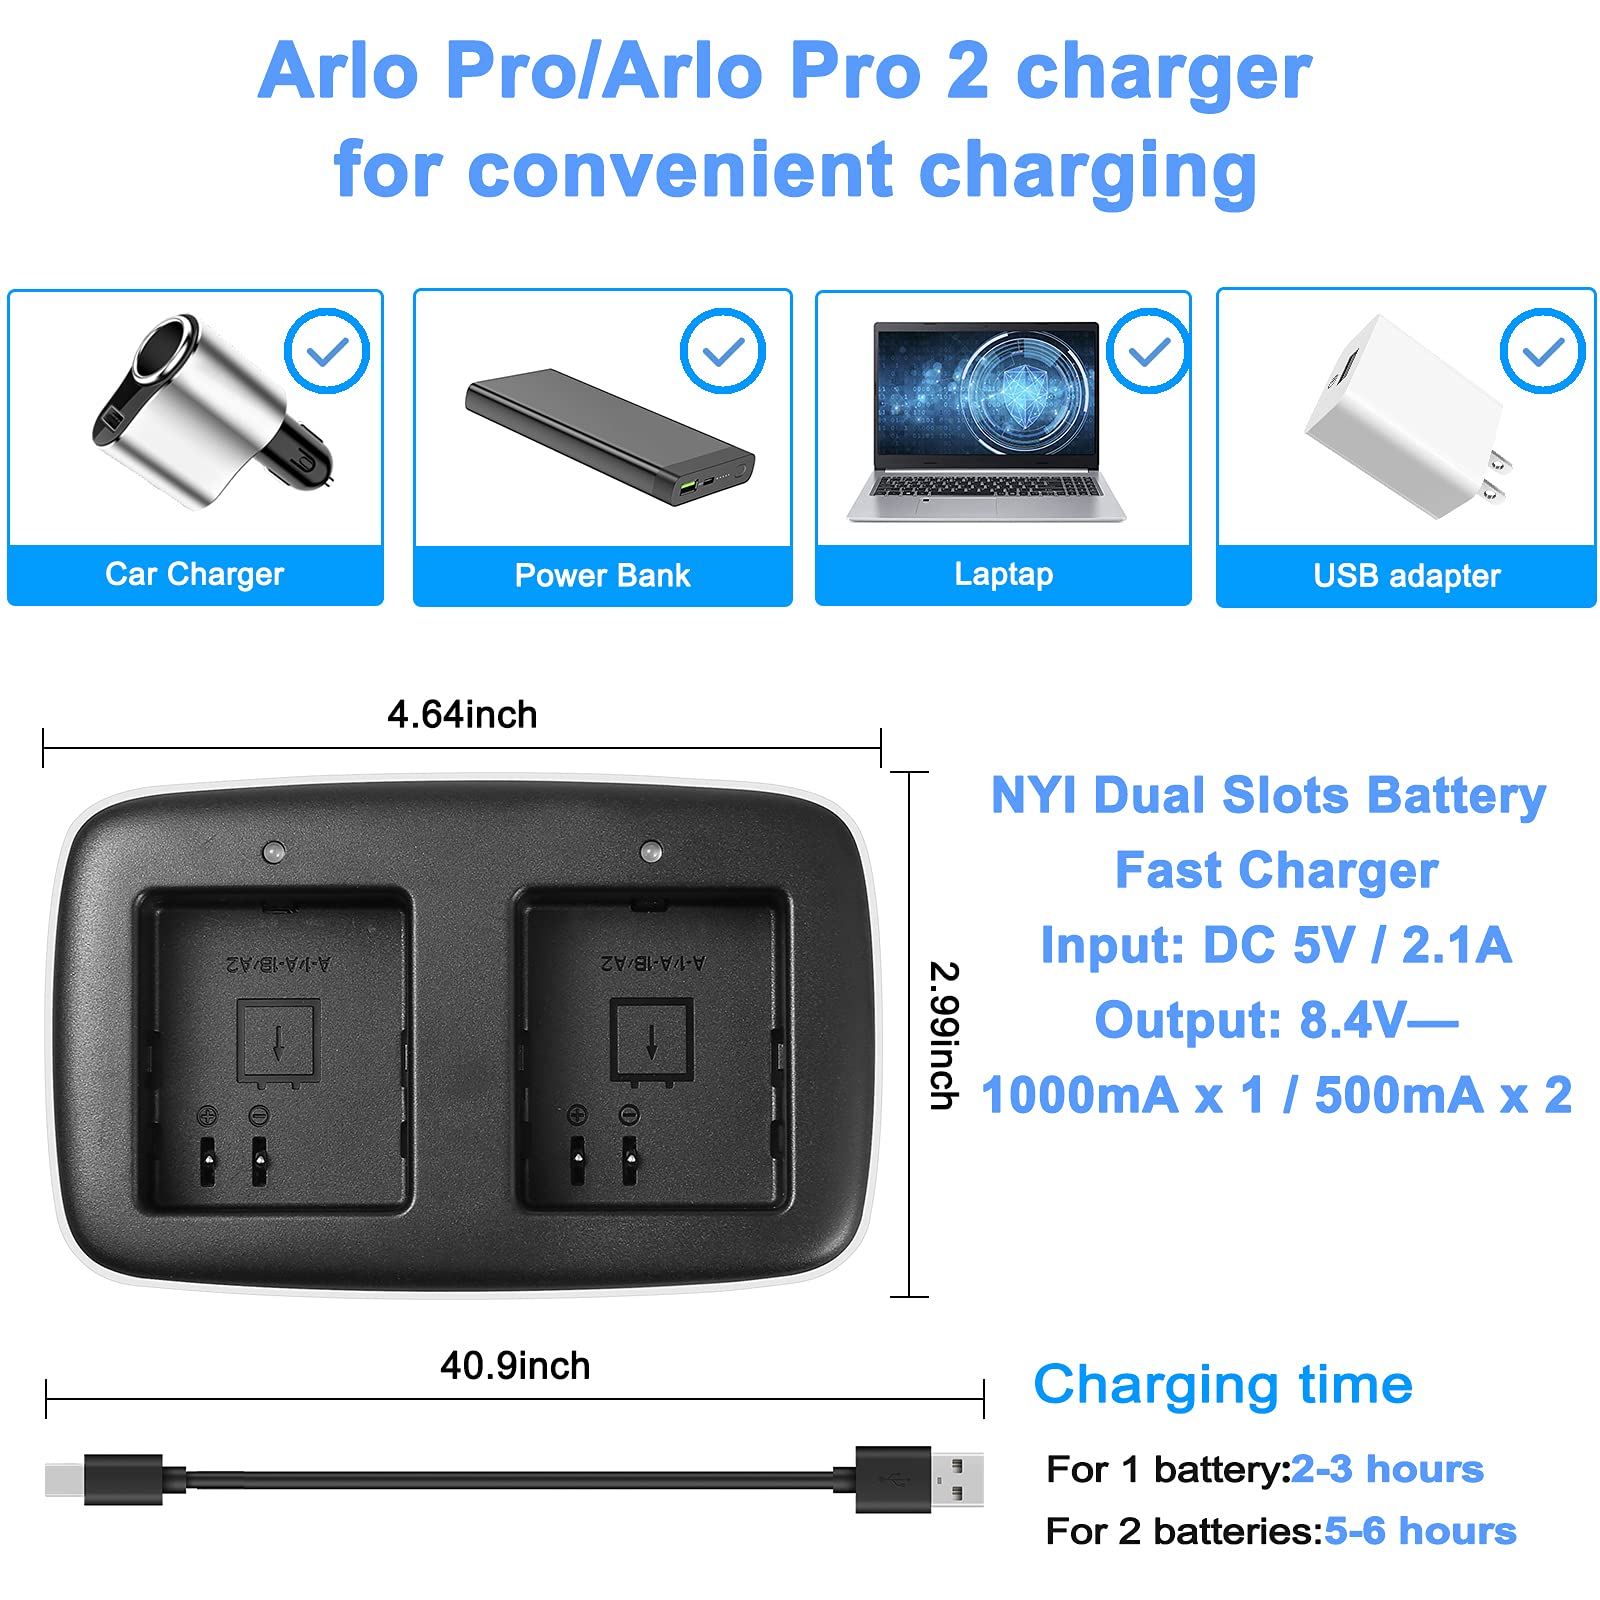 Arlo Pro/Arlo Pro 2 charger
for convenient charging
Car Charger
Power Bank
Laptap
USB adapter
4.64inch
A-1/A-1B/A2
A-1/A-1B/A2
2.99inch
NYI Dual Slots Battery
Fast Charger
Input: DC 5V / 2.1A
Output: 8.4V—
1000mA x 1 / 500mA x 2
40.9inch
Charging time
For 1 battery:2-3 hours
For 2 batteries:5-6 hours